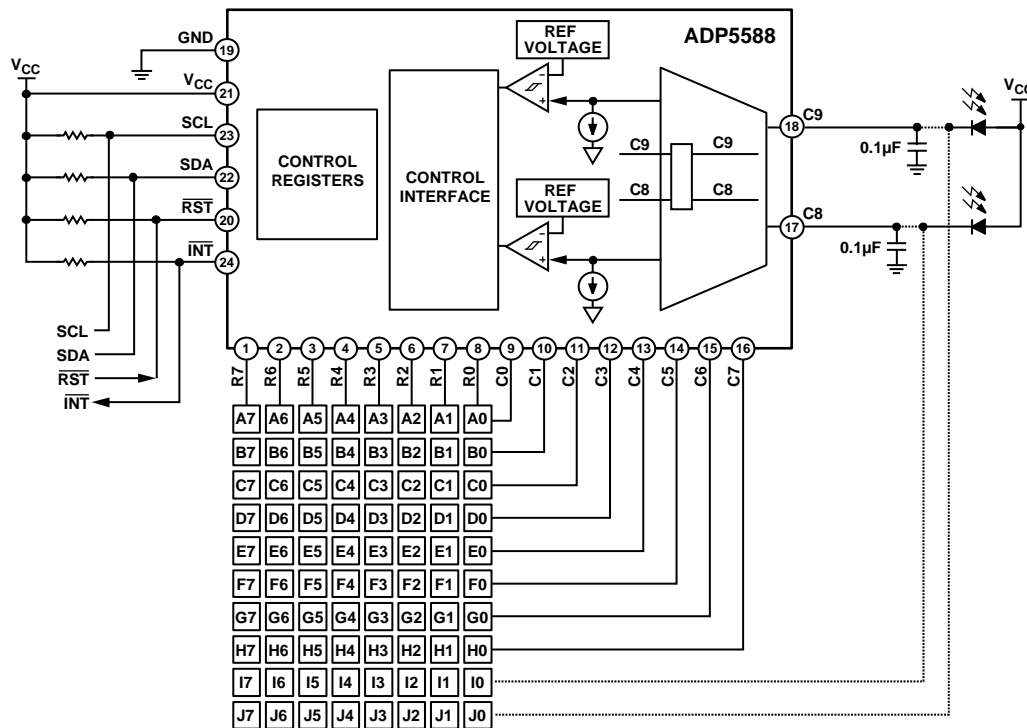 ADP5588
REF
VOLTAGE
GND
19
VCC
VCC
21
SCL
23
SDA
22
RST
20
INT
24
CONTROL
REGISTERS
CONTROL
INTERFACE
–
+
REF
VOLTAGE
–
+
C9
C9
C8
C8
18
C9
17
C8
0.1µF
0.1µF
VCC
SCL
SDA
RST
INT
1 2 3 4 5 6 7 8 9 10 11 12 13 14 15 16
R7 R6 R5 R4 R3 R2 R1 R0 C0 C1 C2 C3 C4 C5 C6 C7
A7 A6 A5 A4 A3 A2 A1 A0
B7 B6 B5 B4 B3 B2 B1 B0
C7 C6 C5 C4 C3 C2 C1 C0
D7 D6 D5 D4 D3 D2 D1 D0
E7 E6 E5 E4 E3 E2 E1 E0
F7 F6 F5 F4 F3 F2 F1 F0
G7 G6 G5 G4 G3 G2 G1 G0
H7 H6 H5 H4 H3 H2 H1 H0
I7 I6 I5 I4 I3 I2 I1 I0
J7 J6 J5 J4 J3 J2 J1 J0